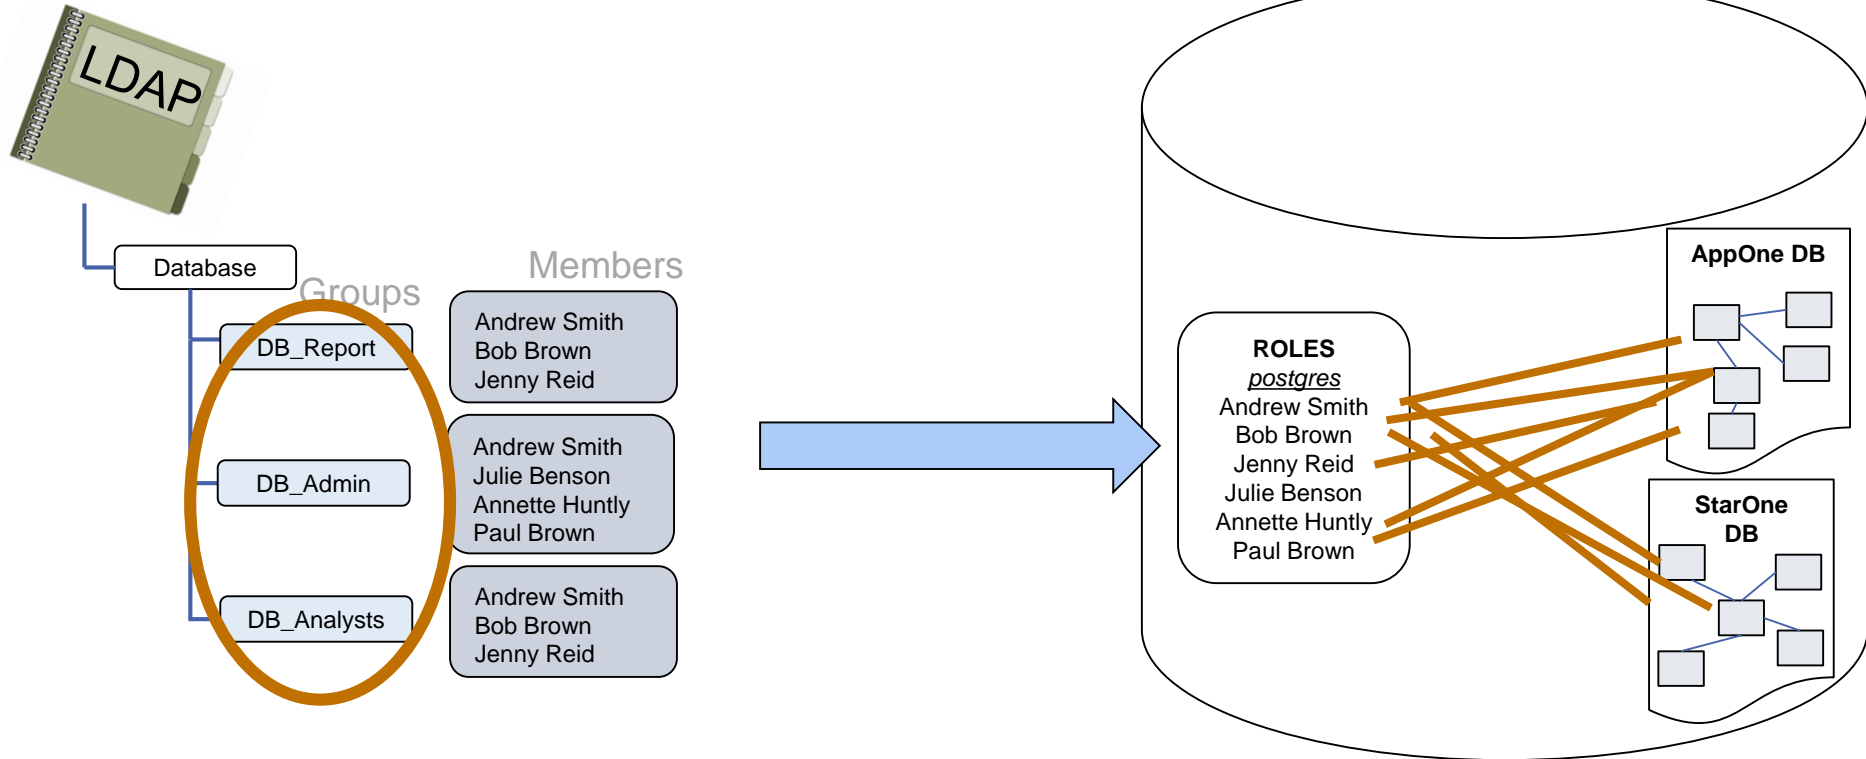 LDAP
Database
Groups
Members
DB_Report
Andrew Smith
Bob Brown
Jenny Reid
DB_Admin
Andrew Smith
Julie Benson
Annette Huntly
Paul Brown
DB_Analysts
Andrew Smith
Bob Brown
Jenny Reid
ROLES
postgres
Andrew Smith
Bob Brown
Jenny Reid
Julie Benson
Annette Huntly
Paul Brown
AppOne DB
StarOne
DB